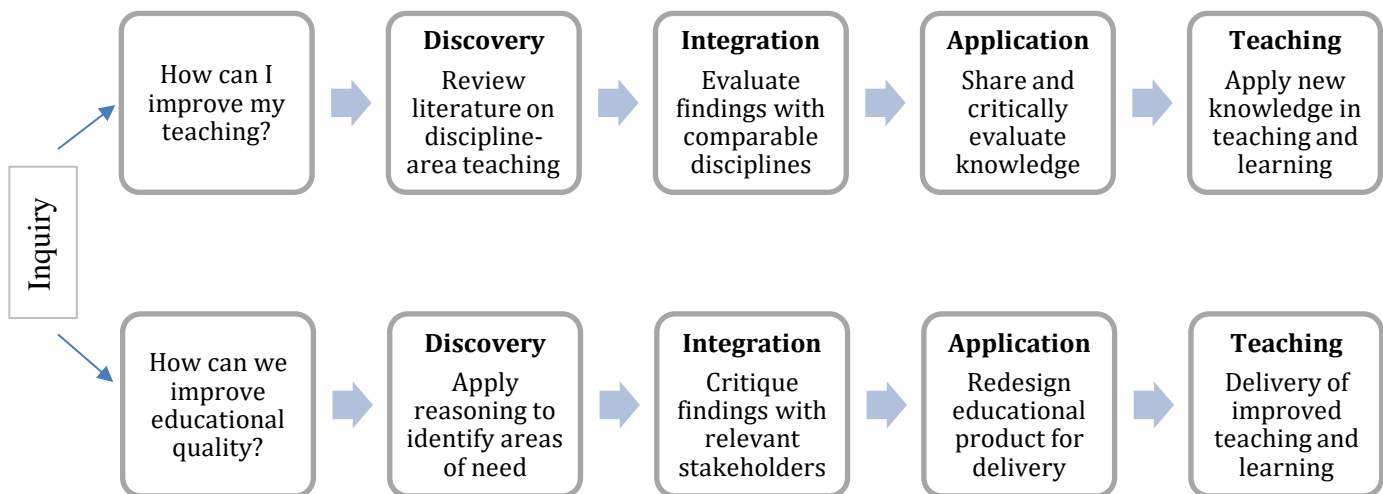 Inquiry
How can I
improve my
teaching?
Discovery
Review
literature on
discipline-
area teaching
Integration
Evaluate
findings with
comparable
disciplines
Application
Share and
critically
evaluate
knowledge
Teaching
Apply new
knowledge in
teaching and
learning
How can we
improve
educational
quality?
Discovery
Apply
reasoning to
identify areas
of need
Integration
Critique
findings with
relevant
stakeholders
Application
Redesign
educational
product for
delivery
Teaching
Delivery of
improved
teaching and
learning